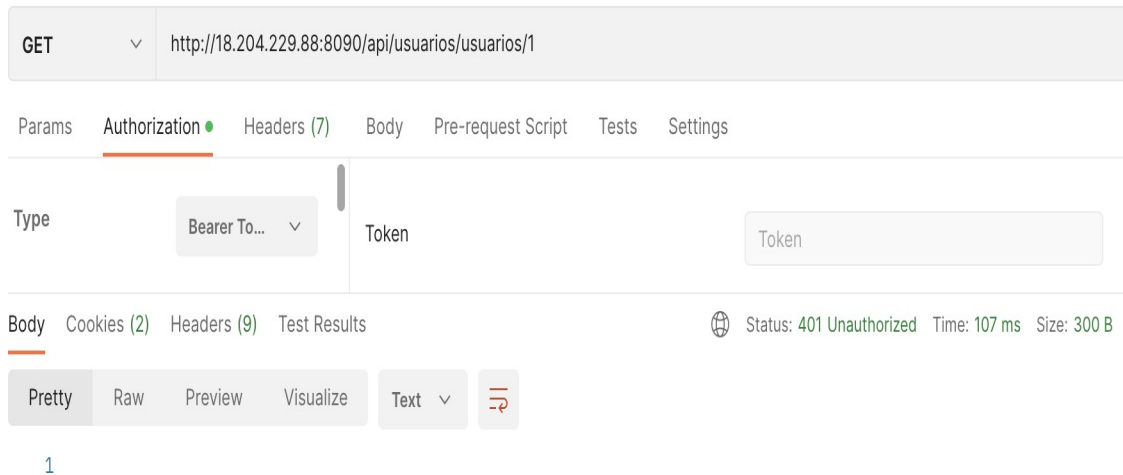 GET http://18.204.229.88:8090/api/usuarios/usuarios/1
Params Authorization Headers (7) Body Pre-request Script Tests Settings
Type Bearer To... Token Token
Body Cookies (2) Headers (9) Test Results Status: 401 Unauthorized Time: 107 ms Size: 300 B
Pretty Raw Preview Visualize Text
1